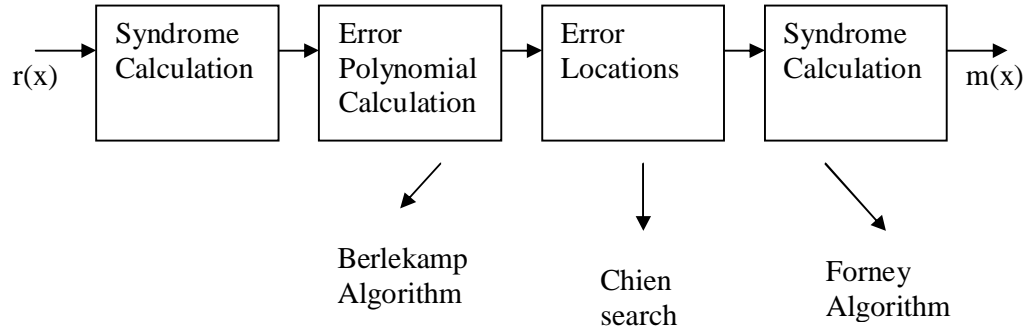 r(x)
Syndrome
Calculation
Error
Polynomial
Calculation
Error
Locations
Syndrome
Calculation
m(x)
Berlekamp
Algorithm
Chien
search
Forney
Algorithm